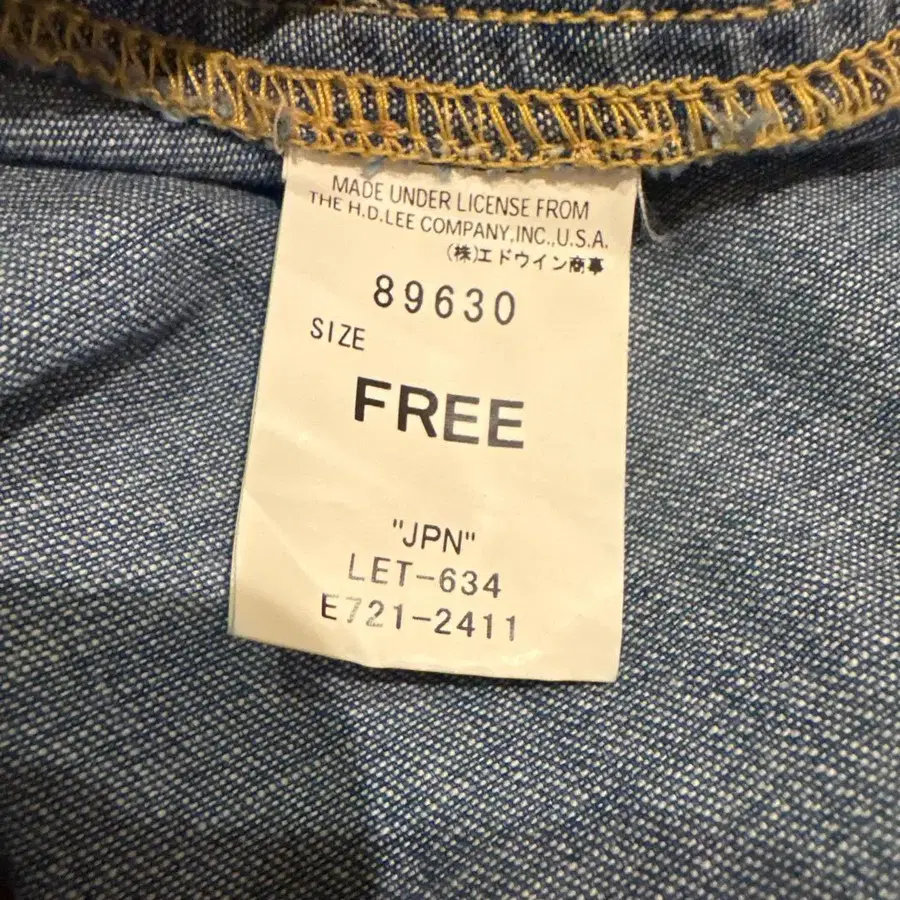 MADE UNDER LICENSE FROM
THE H.D.LEE COMPANY,INC.,U.S.A.
(株)エドウイン商事
89630
SIZE
FREE
"JPN"
LET-634
E721-2411